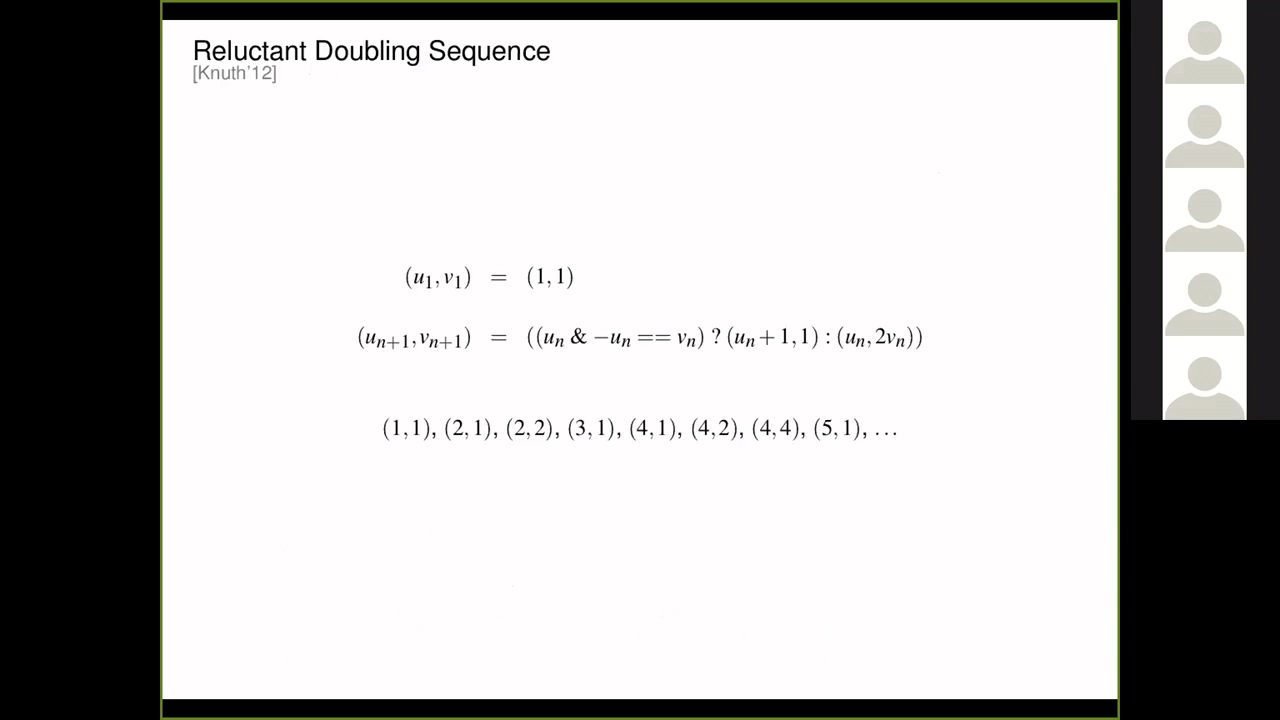 Reluctant Doubling Sequence
[Knuth'12]
(u₁, v₁) = (1, 1)
(uₙ₊₁, vₙ₊₁) = ((uₙ & −uₙ == vₙ) ? (uₙ + 1, 1) : (uₙ, 2vₙ))
(1, 1), (2, 1), (2, 2), (3, 1), (4, 1), (4, 2), (4, 4), (5, 1), …